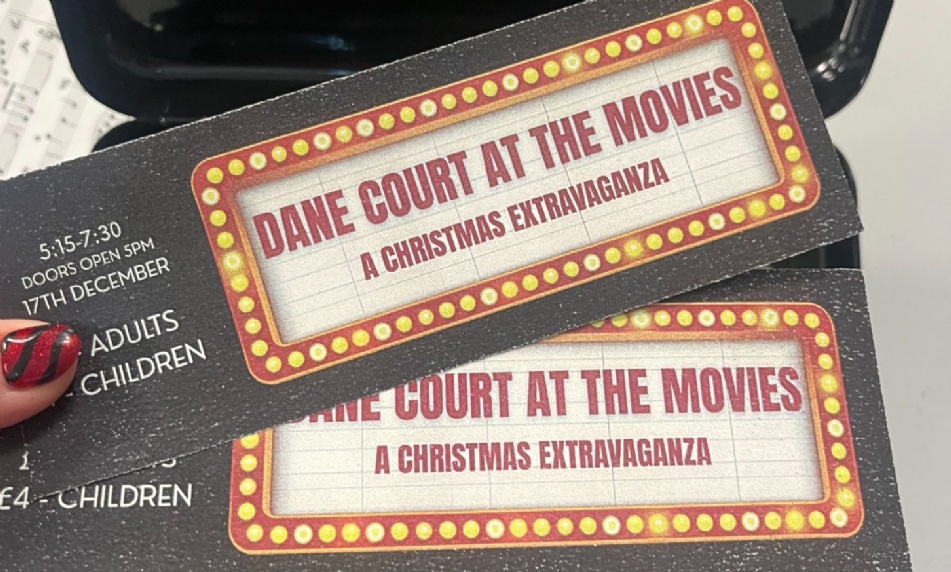 5:15-7:30
DOORS OPEN 5PM
17TH DECEMBER
ADULTS
- CHILDREN
DANE COURT AT THE MOVIES
A CHRISTMAS EXTRAVAGANZA
£4 - CHILDREN
DANE COURT AT THE MOVIES
A CHRISTMAS EXTRAVAGANZA